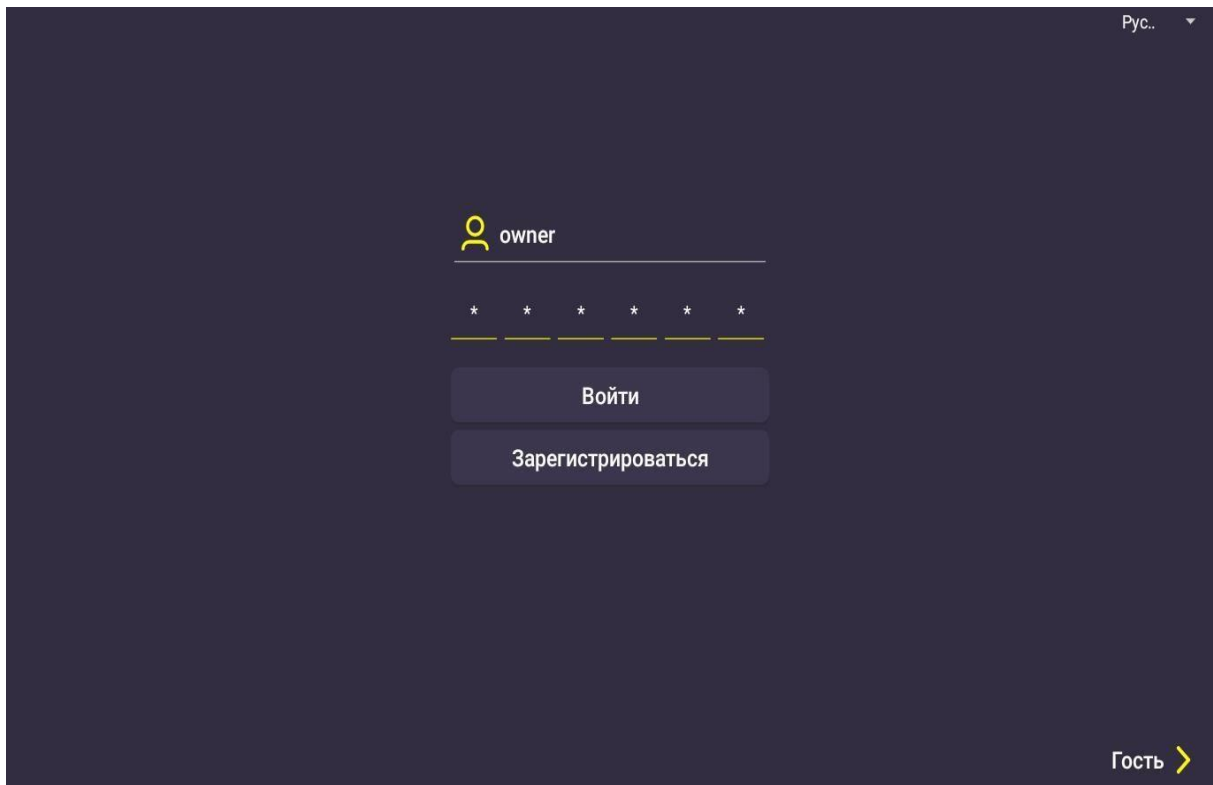 Рус..
owner
* * * * * *
Войти
Зарегистрироваться
Гость